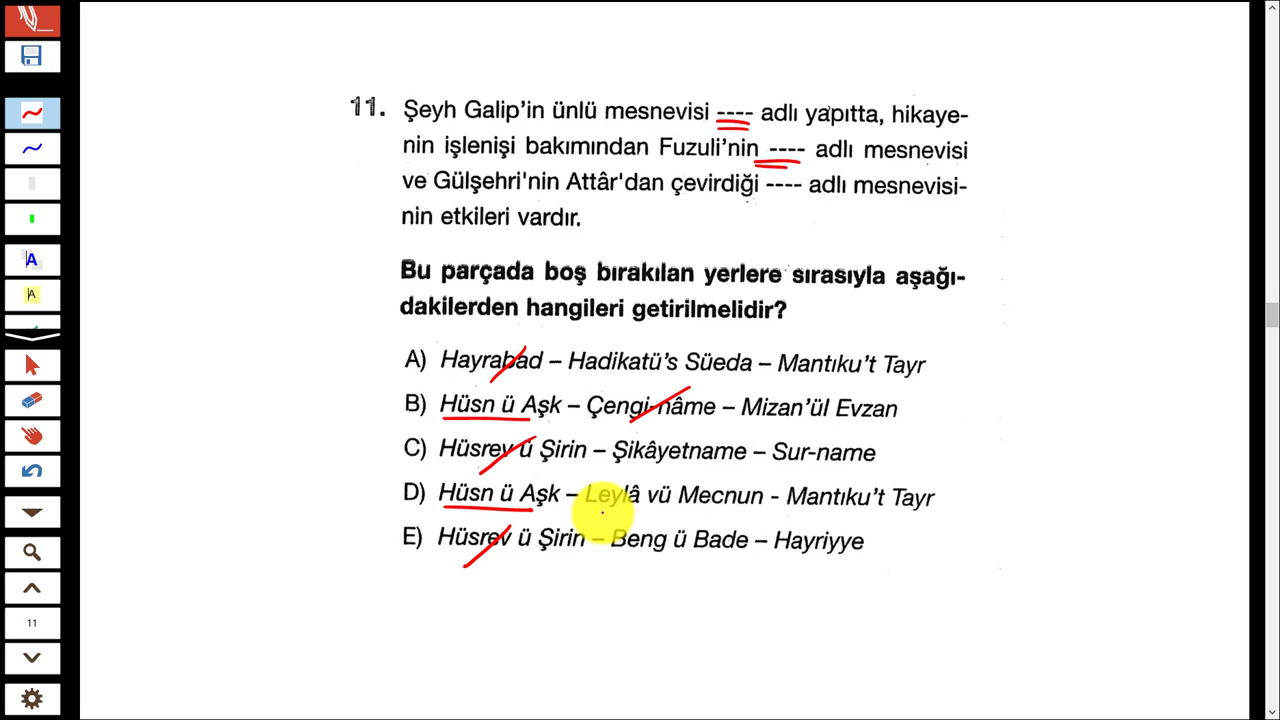 11. Şeyh Galip’in ünlü mesnevisi ---- adlı yapıtta, hikaye-
nin işlenişi bakımından Fuzuli’nin ---- adlı mesnevisi
ve Gülşehri'nin Attâr'dan çevirdiği ---- adlı mesnevisi-
nin etkileri vardır.
Bu parçada boş bırakılan yerlere sırasıyla aşağı-
dakilerden hangileri getirilmelidir?
A) Hayrabad – Hadikatü’s Süeda – Mantıku’t Tayr
B) Hüsn ü Aşk – Çengi-nâme – Mizan’ül Evzan
C) Hüsrev ü Şirin – Şikâyetname – Sur-name
D) Hüsn ü Aşk – Leylâ vü Mecnun - Mantıku’t Tayr
E) Hüsrev ü Şirin – Beng ü Bade – Hayriyye
A
A
11